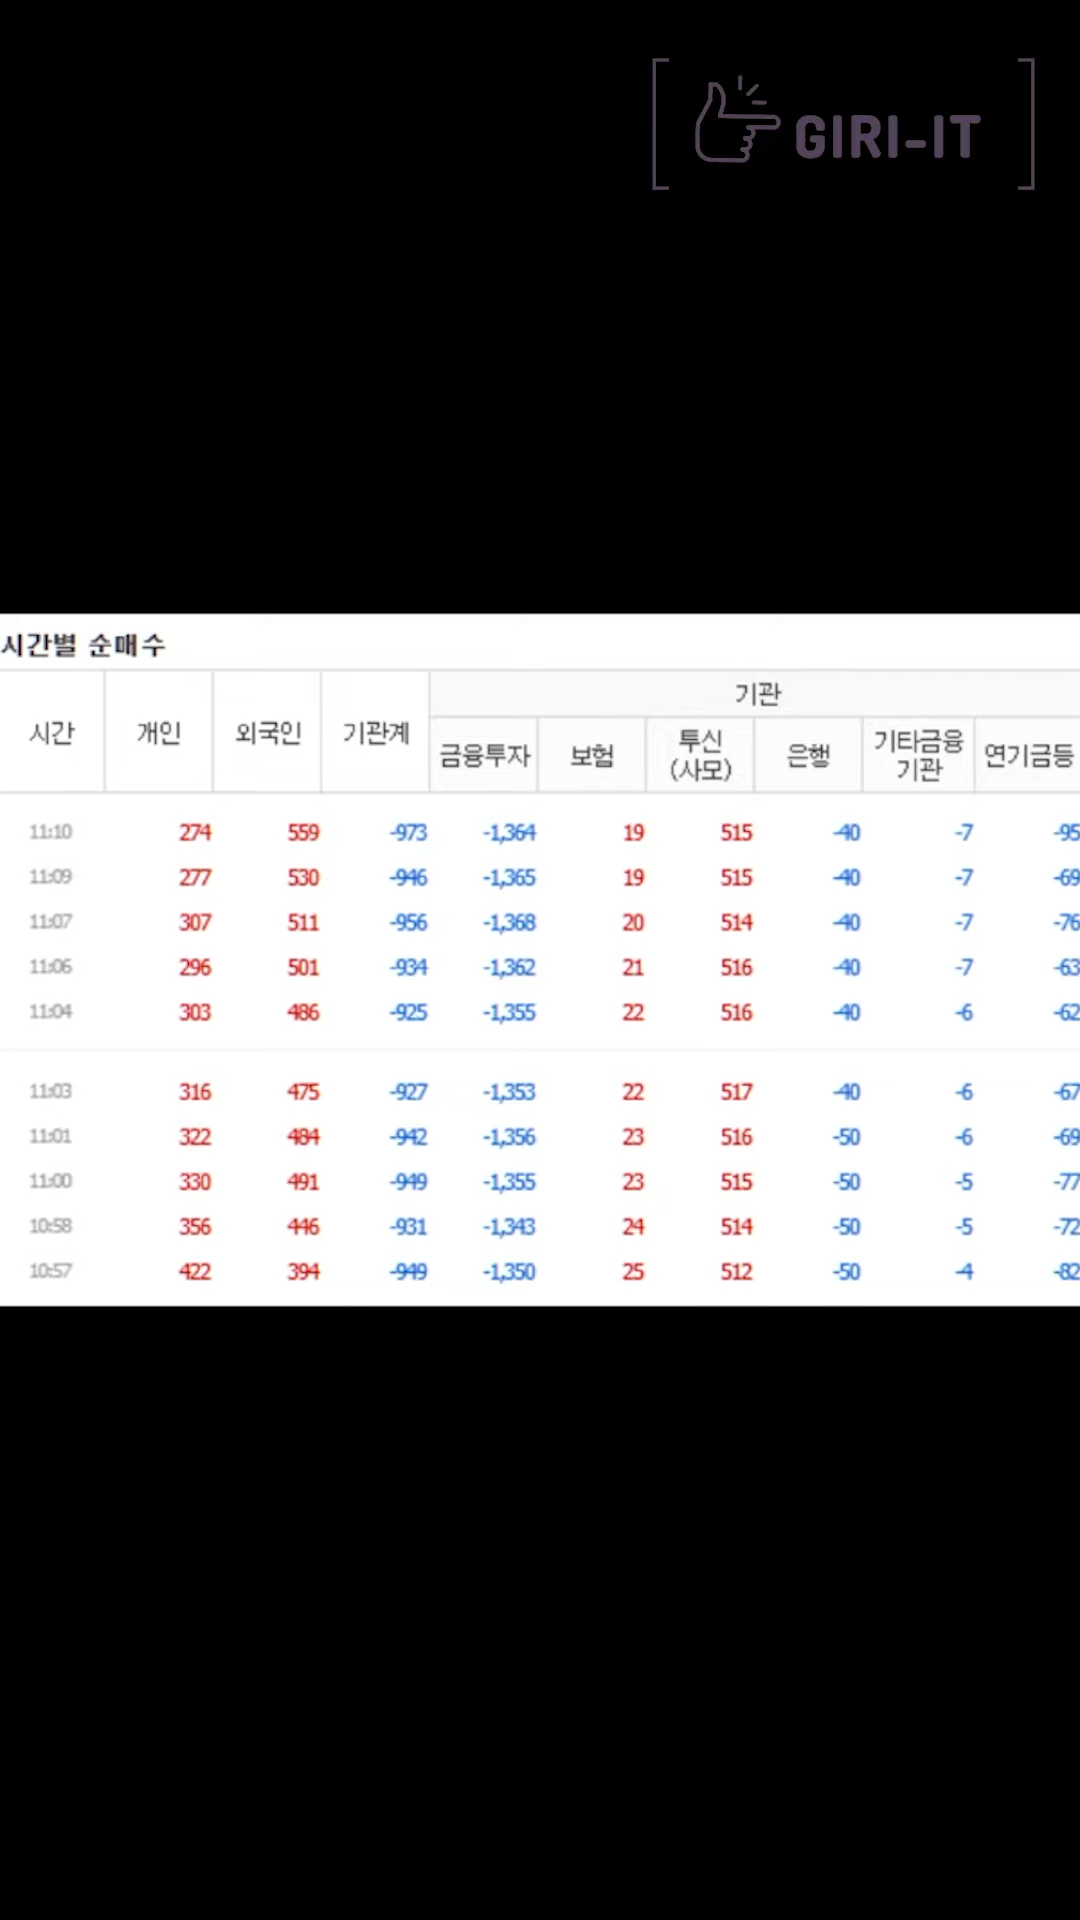 GIRI-IT
시간별 순매수
시간 개인 외국인 기관계 기관
금융투자 보험 투신(사모) 은행 기타금융기관 연기금등
11:10 274 559 -973 -1,364 19 515 -40 -7 -95
11:09 277 530 -946 -1,365 19 515 -40 -7 -69
11:07 307 511 -956 -1,368 20 514 -40 -7 -76
11:06 296 501 -934 -1,362 21 516 -40 -7 -63
11:04 303 486 -925 -1,355 22 516 -40 -6 -62
11:03 316 475 -927 -1,353 22 517 -40 -6 -67
11:01 322 484 -942 -1,356 23 516 -50 -6 -69
11:00 330 491 -949 -1,355 23 515 -50 -5 -77
10:58 356 446 -931 -1,343 24 514 -50 -5 -72
10:57 422 394 -949 -1,350 25 512 -50 -4 -82